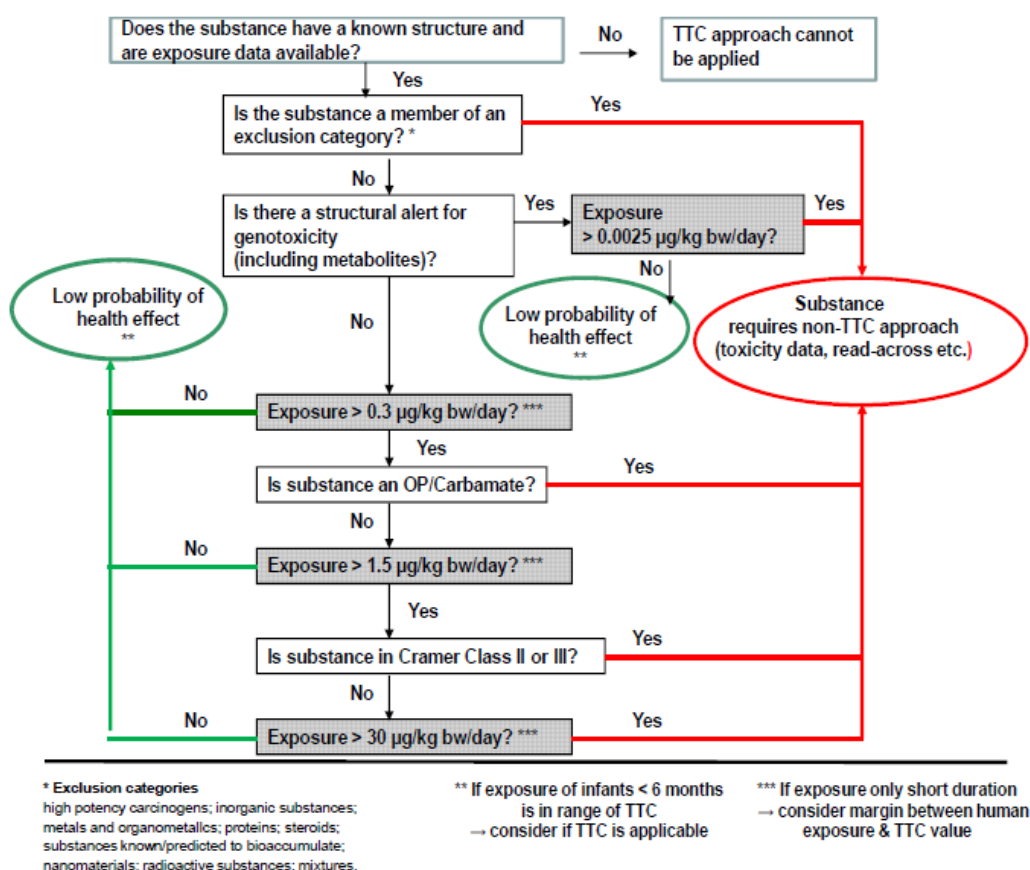 Does the substance have a known structure and
are exposure data available?
No
TTC approach cannot
be applied
Yes
Is the substance a member of an
exclusion category? *
Yes
No
Is there a structural alert for
genotoxicity
(including metabolites)?
Yes
Exposure
> 0.0025 µg/kg bw/day?
Yes
No
Low probability of
health effect
**
No
Low probability of
health effect
**
Substance
requires non-TTC approach
(toxicity data, read-across etc.)
No
Exposure > 0.3 µg/kg bw/day? ***
Yes
Is substance an OP/Carbamate?
Yes
No
No
Exposure > 1.5 µg/kg bw/day? ***
Yes
Is substance in Cramer Class II or III?
Yes
No
No
Exposure > 30 µg/kg bw/day? ***
Yes
* Exclusion categories
high potency carcinogens; inorganic substances;
metals and organometallcs; proteins; steroids;
substances known/predicted to bioaccumulate;
nanomaterials; radioactive substances; mixtures.
** If exposure of infants < 6 months
is in range of TTC
→ consider if TTC is applicable
*** If exposure only short duration
→ consider margin between human
exposure & TTC value